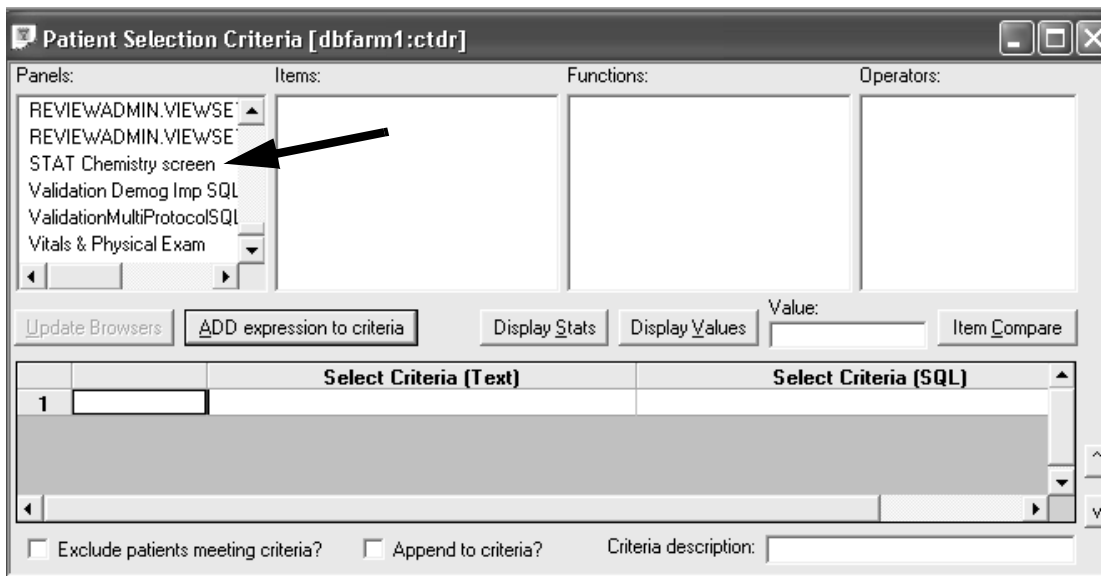 Patient Selection Criteria [dbfarm1:ctdr]
Panels: Items: Functions: Operators:
REVIEWADMIN.VIEWSE
REVIEWADMIN.VIEWSE
STAT Chemistry screen
Validation Demog Imp SQL
ValidationMultiProtocolSQL
Vitals & Physical Exam
Value:
Update Browsers ADD expression to criteria Display Stats Display Values Item Compare
Select Criteria (Text) Select Criteria (SQL)
1
Exclude patients meeting criteria? Append to criteria? Criteria description: